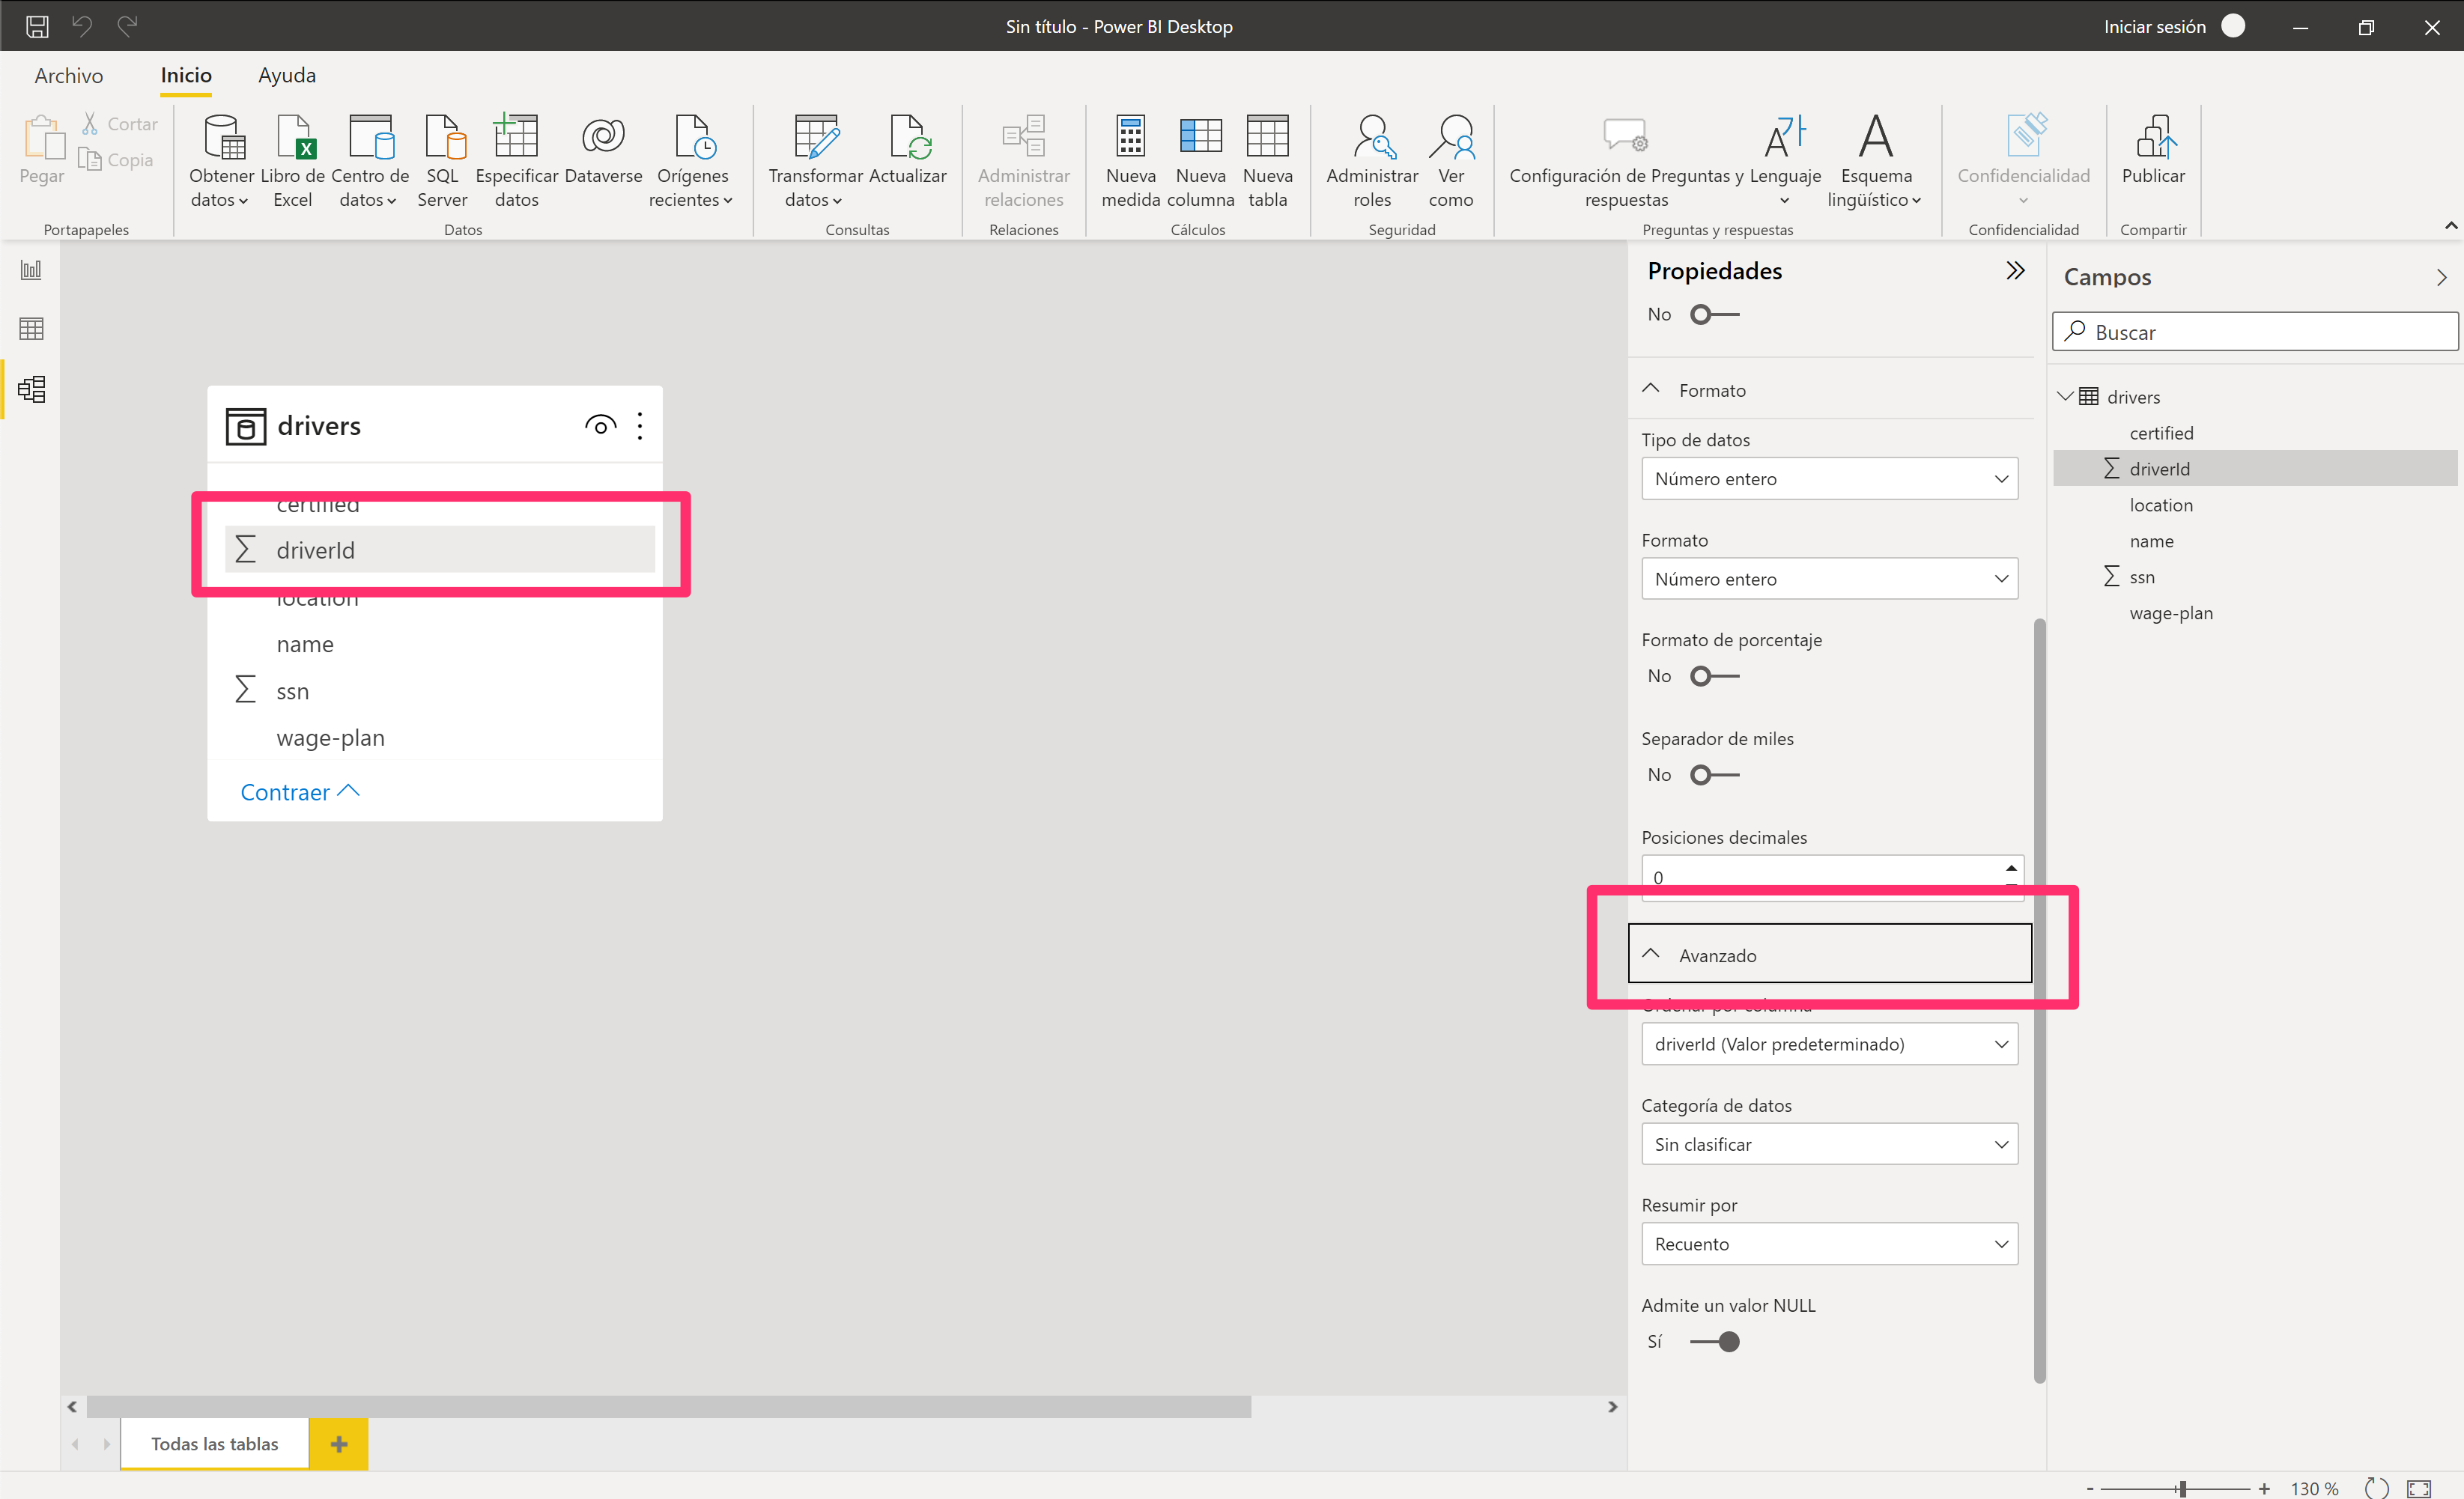 Sin título - Power BI Desktop
Iniciar sesión
Archivo
Inicio
Ayuda
Pegar
Cortar
Copia
Portapapeles
Obtener datos
Libro de Excel
Centro de datos
SQL Server
Especificar datos
Dataverse
Orígenes recientes
Datos
Transformar datos
Actualizar
Consultas
Administrar relaciones
Relaciones
Nueva medida
Nueva columna
Nueva tabla
Cálculos
Administrar roles
Ver como
Seguridad
Configuración de Preguntas y respuestas
Lenguaje
Esquema lingüístico
Preguntas y respuestas
Confidencialidad
Confidencialidad
Publicar
Compartir
drivers
certified
driverId
location
name
ssn
wage-plan
Contraer
Todas las tablas
Propiedades
No
Formato
Tipo de datos
Número entero
Formato
Número entero
Formato de porcentaje
No
Separador de miles
No
Posiciones decimales
0
Avanzado
Ordenar por columna
driverId (Valor predeterminado)
Categoría de datos
Sin clasificar
Resumir por
Recuento
Admite un valor NULL
Sí
Campos
Buscar
drivers
certified
driverId
location
name
ssn
wage-plan
- + 130 %